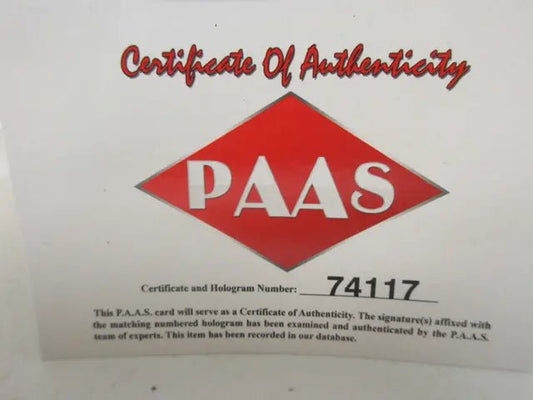 Certificate Of Authenticity
PAAS
Certificate and Hologram Number: 74117
This P.A.A.S. card will serve as a Certificate of Authenticity. The signature(s) affixed with
the matching numbered hologram has been examined and authenticated by the P.A.A.S.
team of experts. This item has been recorded in our database.